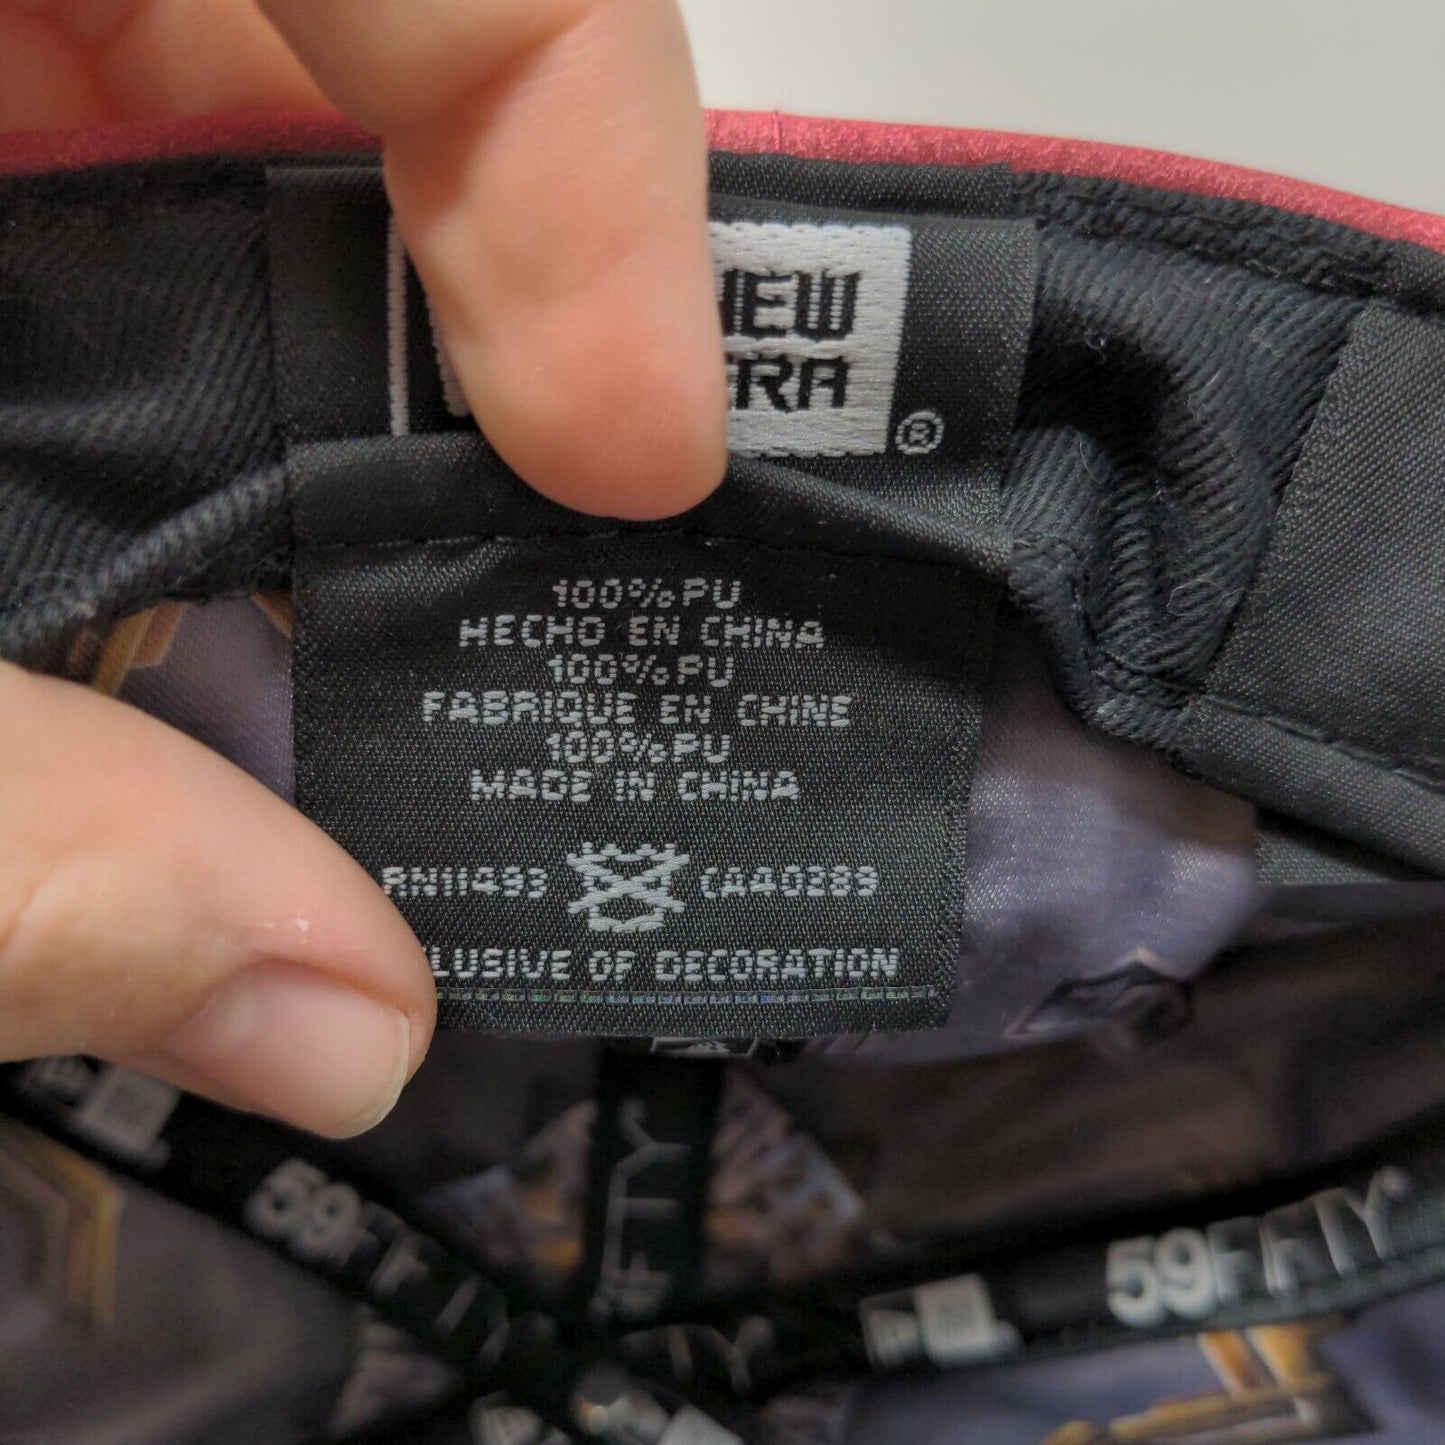 NEW
ERA
®
100% PU
HECHO EN CHINA
100% PU
FABRIQUE EN CHINE
100% PU
MADE IN CHINA
RN11493 CA40289
OF DECORATION
59FIFTY
59FIFTY